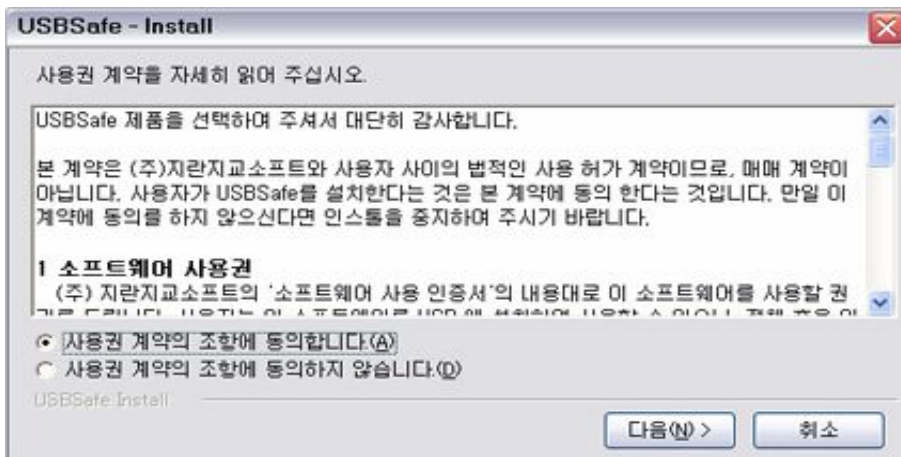 USBSafe - Install
사용권 계약을 자세히 읽어 주십시오.
USBSafe 제품을 선택하여 주셔서 대단히 감사합니다.
본 계약은 (주)지란지교소프트와 사용자 사이의 법적인 사용 허가 계약이므로, 매매 계약이
아닙니다. 사용자가 USBSafe를 설치한다는 것은 본 계약에 동의 한다는 것입니다. 만일 이
계약에 동의를 하지 않으신다면 인스톨을 중지하여 주시기 바랍니다.
1 소프트웨어 사용권
(주) 지란지교소프트의 '소프트웨어 사용 인증서'의 내용대로 이 소프트웨어를 사용할 권
사용권 계약의 조항에 동의합니다.(A)
사용권 계약의 조항에 동의하지 않습니다.(D)
USBSafe Install
다음(N) >
취소